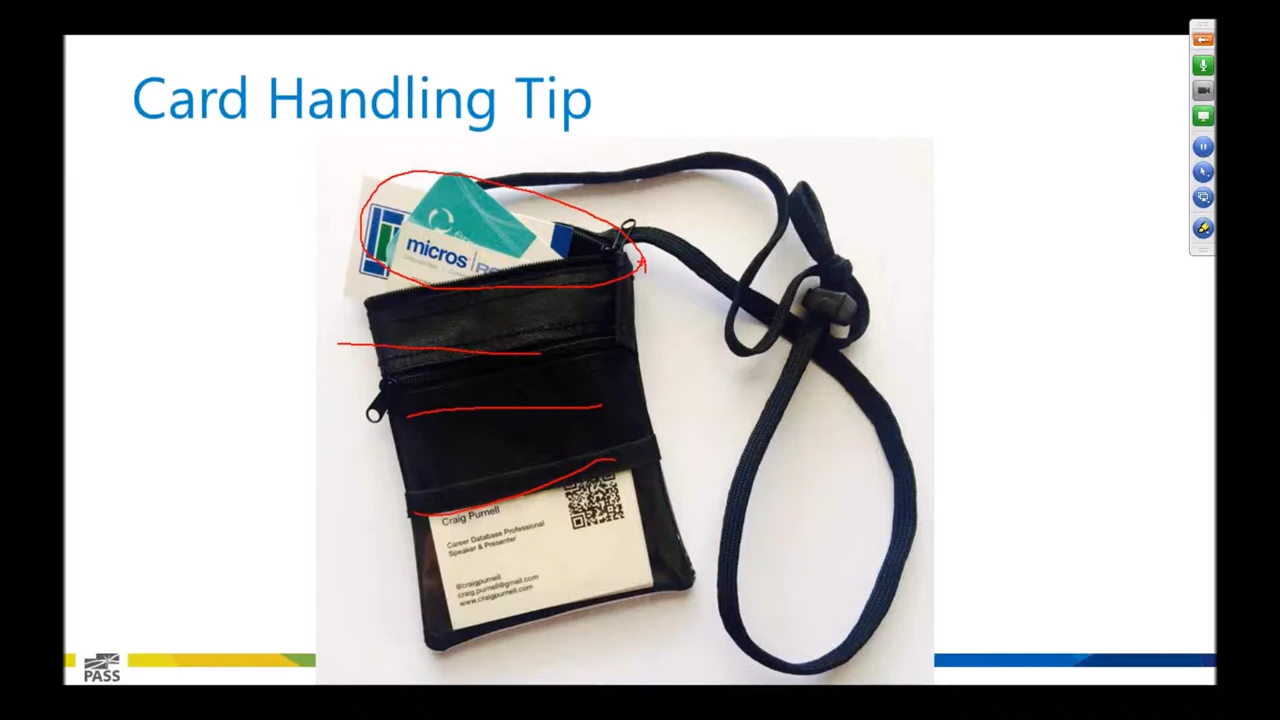 Card Handling Tip
micros
Craig Purnell
Career Database Professional
Speaker & Presenter
@craigpurnell
craig.purnell@gmail.com
www.craigpurnell.com
PASS